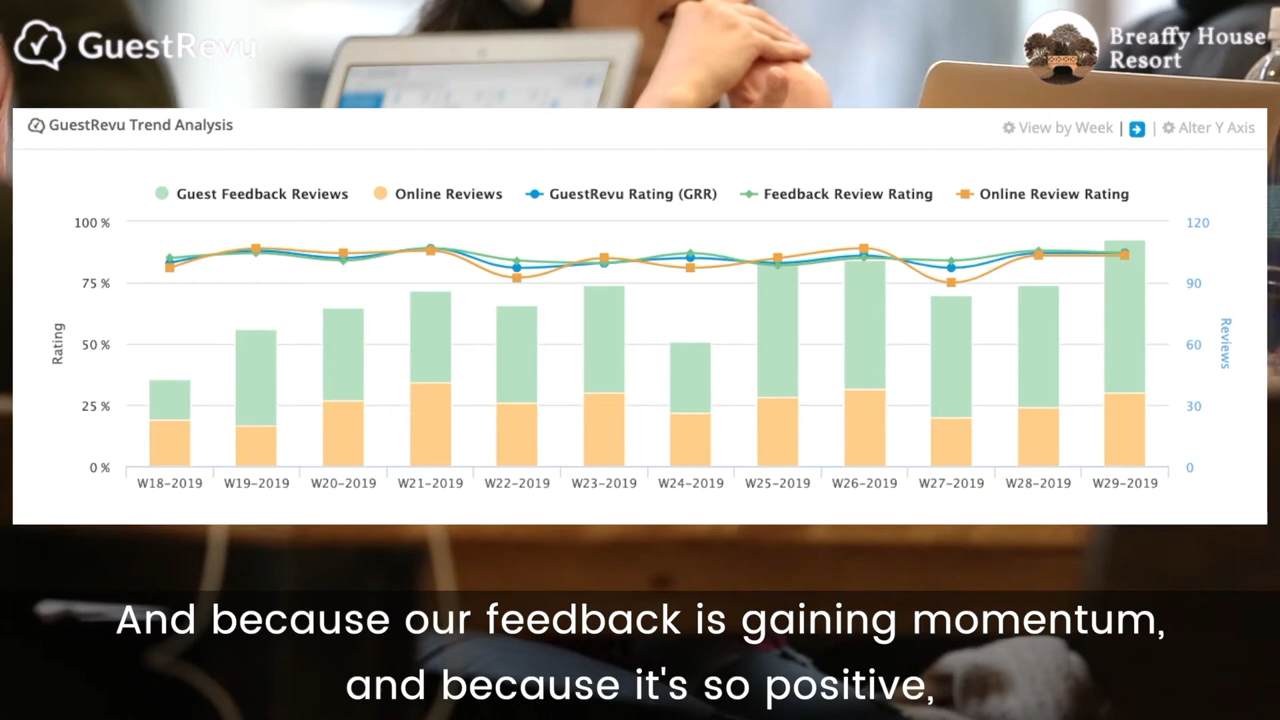 GuestRevu
Breaffy House
Resort
GuestRevu Trend Analysis
View by Week | | Alter Y Axis
Guest Feedback Reviews Online Reviews GuestRevu Rating (GRR) Feedback Review Rating Online Review Rating
100 % 120
75 % 90
50 % 60
25 % 30
0 % 0
Rating
Reviews
W18-2019 W19-2019 W20-2019 W21-2019 W22-2019 W23-2019 W24-2019 W25-2019 W26-2019 W27-2019 W28-2019 W29-2019
And because our feedback is gaining momentum,
and because it's so positive,